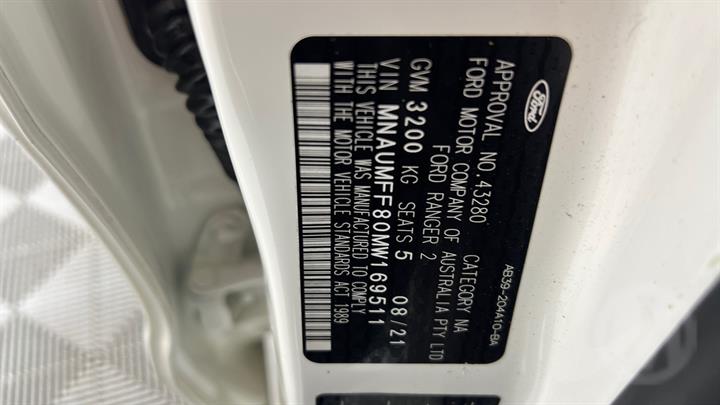 Ford
APPROVAL NO. 43280 CATEGORY NA
FORD MOTOR COMPANY OF AUSTRALIA PTY LTD
FORD RANGER 2
GVM 3200 KG SEATS 5 08/21
VIN MNAUMFF80MW169511
THIS VEHICLE WAS MANUFACTURED TO COMPLY
WITH THE MOTOR VEHICLE STANDARDS ACT 1989
AB39-204A10-BA